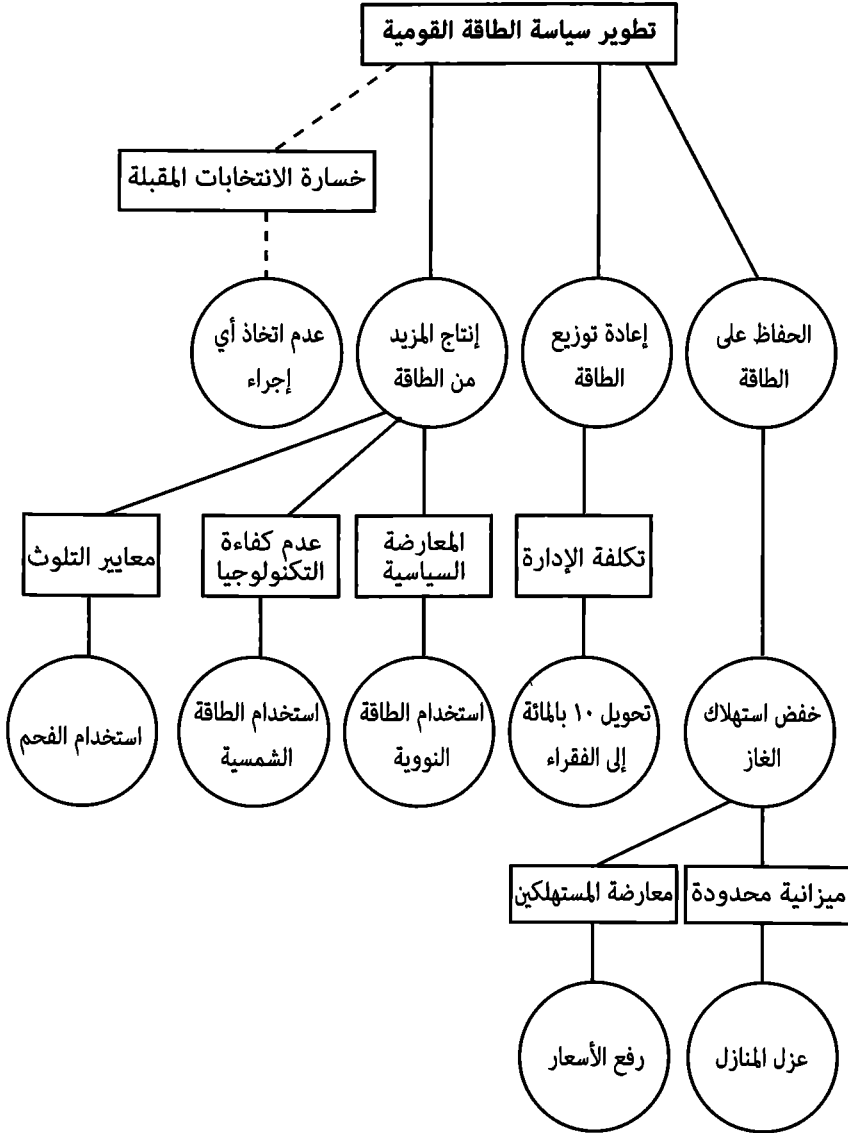 تطوير سياسة الطاقة القومية
خسارة الانتخابات المقبلة
الحفاظ على
الطاقة
إعادة توزيع
الطاقة
إنتاج المزيد
من الطاقة
عدم اتخاذ أي
إجراء
تكلفة الإدارة
المعارضة
السياسية
عدم كفاءة
التكنولوجيا
معايير التلوث
خفض استهلاك
الغاز
تحويل ١٠ بالمائة
إلى الفقراء
استخدام الطاقة
النووية
استخدام الطاقة
الشمسية
استخدام الفحم
ميزانية محدودة
معارضة المستهلكين
عزل المنازل
رفع الأسعار